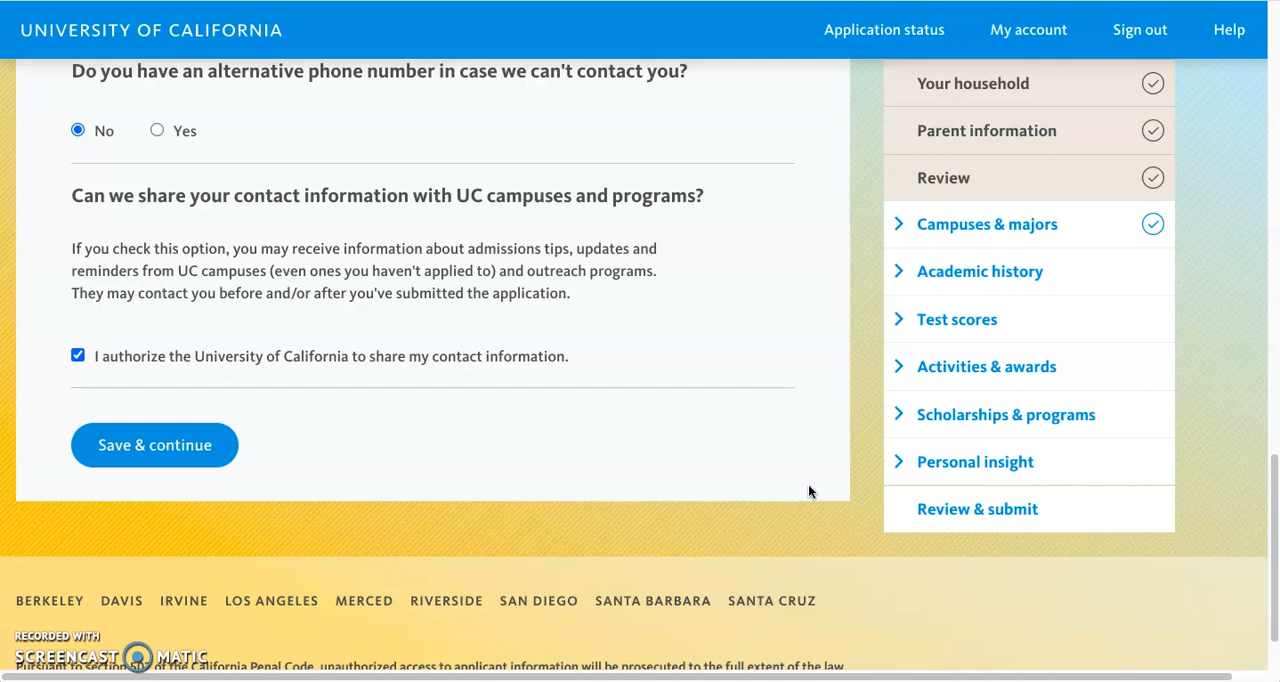 UNIVERSITY OF CALIFORNIA
Application status
My account
Sign out
Help
Do you have an alternative phone number in case we can't contact you?
No
Yes
Can we share your contact information with UC campuses and programs?
If you check this option, you may receive information about admissions tips, updates and
reminders from UC campuses (even ones you haven't applied to) and outreach programs.
They may contact you before and/or after you've submitted the application.
I authorize the University of California to share my contact information.
Save & continue
Your household
Parent information
Review
Campuses & majors
Academic history
Test scores
Activities & awards
Scholarships & programs
Personal insight
Review & submit
BERKELEY DAVIS IRVINE LOS ANGELES MERCED RIVERSIDE SAN DIEGO SANTA BARBARA SANTA CRUZ
RECORDED WITH
SCREENCAST MATIC
Pursuant to section 502 of the California Penal Code, unauthorized access to applicant information will be prosecuted to the full extent of the law